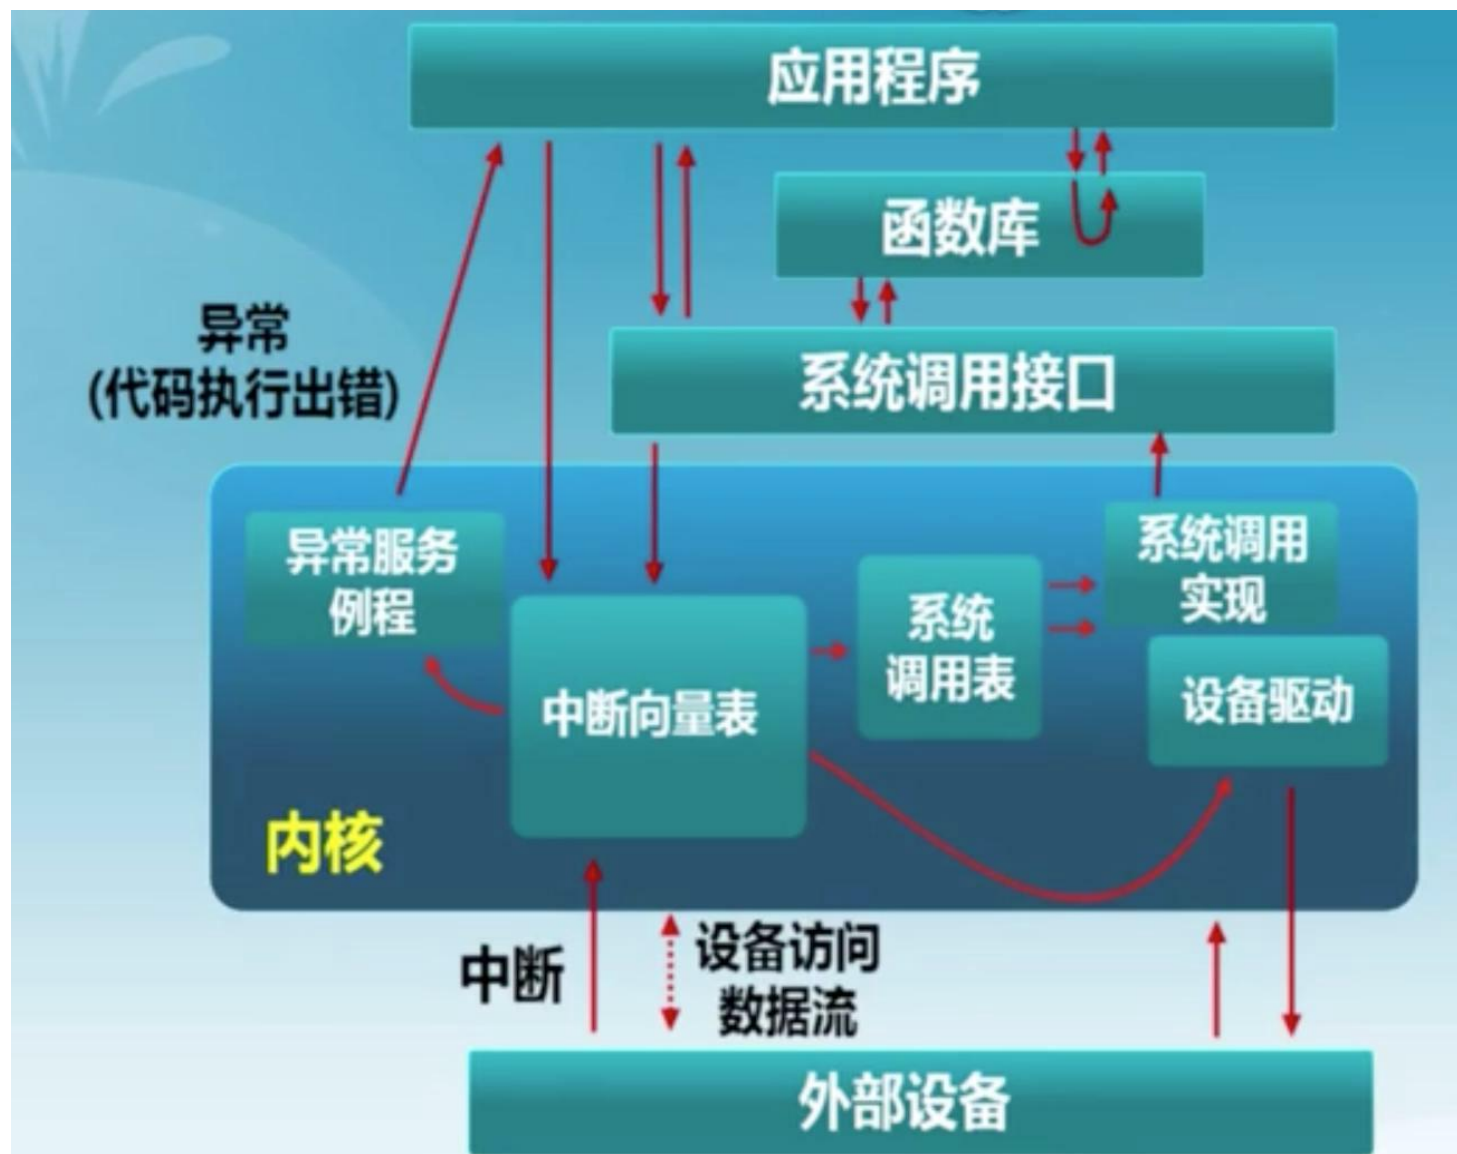 应用程序
函数库
异常
(代码执行出错)
系统调用接口
异常服务
例程
系统调用
实现
系统
调用表
中断向量表
设备驱动
内核
中断
设备访问
数据流
外部设备